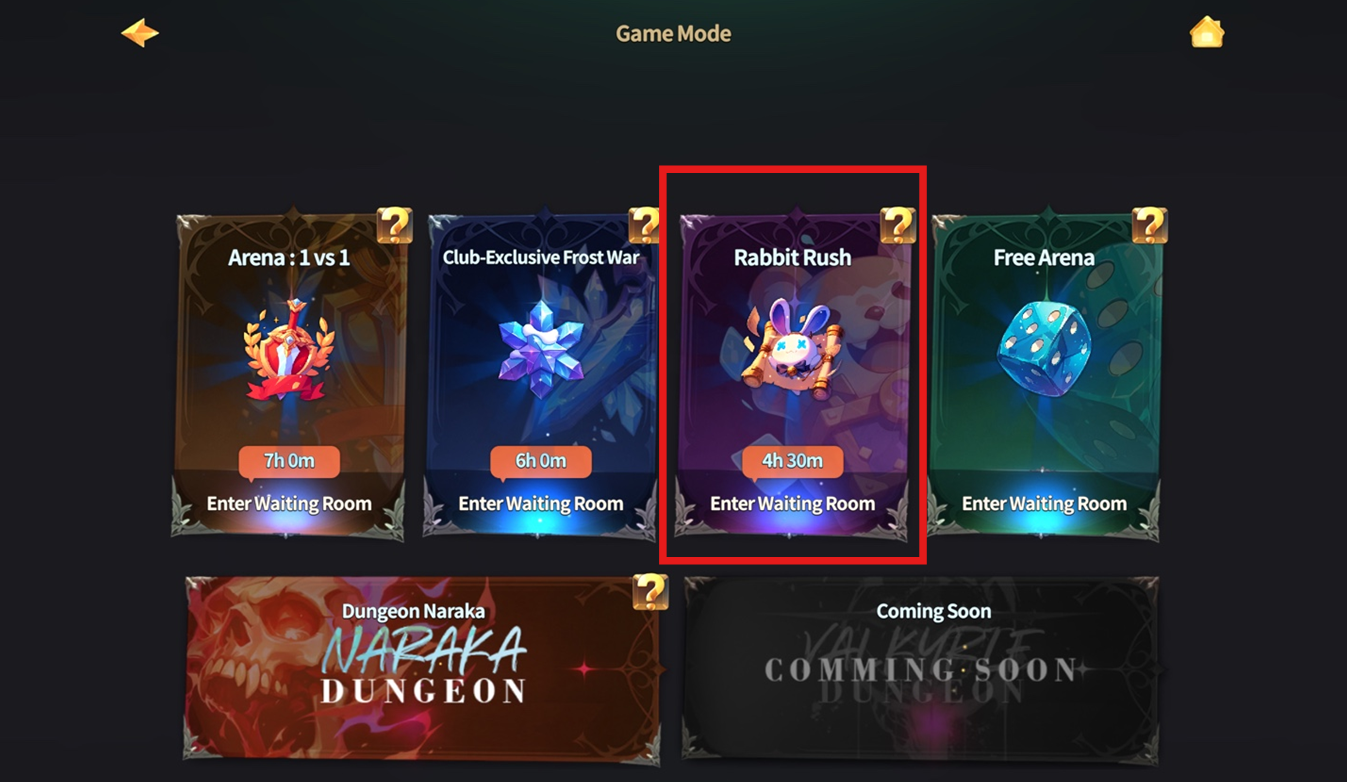 Game Mode
Arena : 1 vs 1
Club-Exclusive Frost War
Rabbit Rush
Free Arena
7h 0m
6h 0m
4h 30m
Enter Waiting Room
Enter Waiting Room
Enter Waiting Room
Enter Waiting Room
Dungeon Naraka
NARAKA
DUNGEON
Coming Soon
VALKYRIE
COMMING SOON
DUNGEON